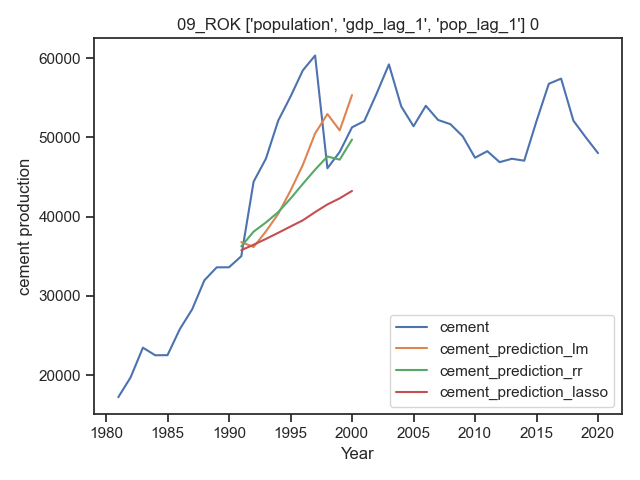 09_ROK ['population', 'gdp_lag_1', 'pop_lag_1'] 0
cement production
60000
50000
40000
30000
20000
cement
cement_prediction_lm
cement_prediction_rr
cement_prediction_lasso
1980 1985 1990 1995 2000 2005 2010 2015 2020
Year